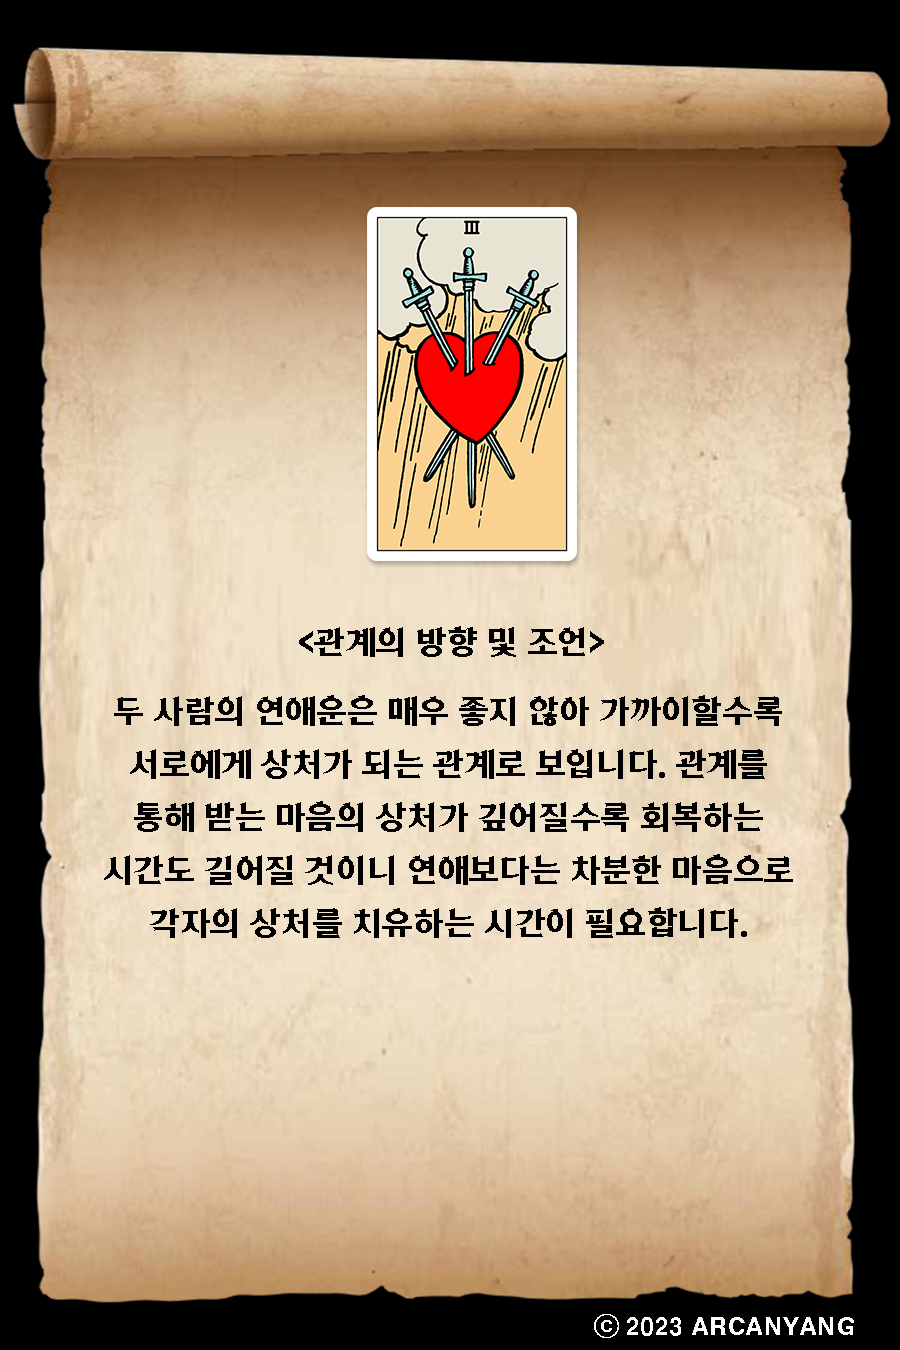 III
<관계의 방향 및 조언>
두 사람의 연애운은 매우 좋지 않아 가까이할수록
서로에게 상처가 되는 관계로 보입니다. 관계를
통해 받는 마음의 상처가 깊어질수록 회복하는
시간도 길어질 것이니 연애보다는 차분한 마음으로
각자의 상처를 치유하는 시간이 필요합니다.
ⓒ 2023 ARCANYANG